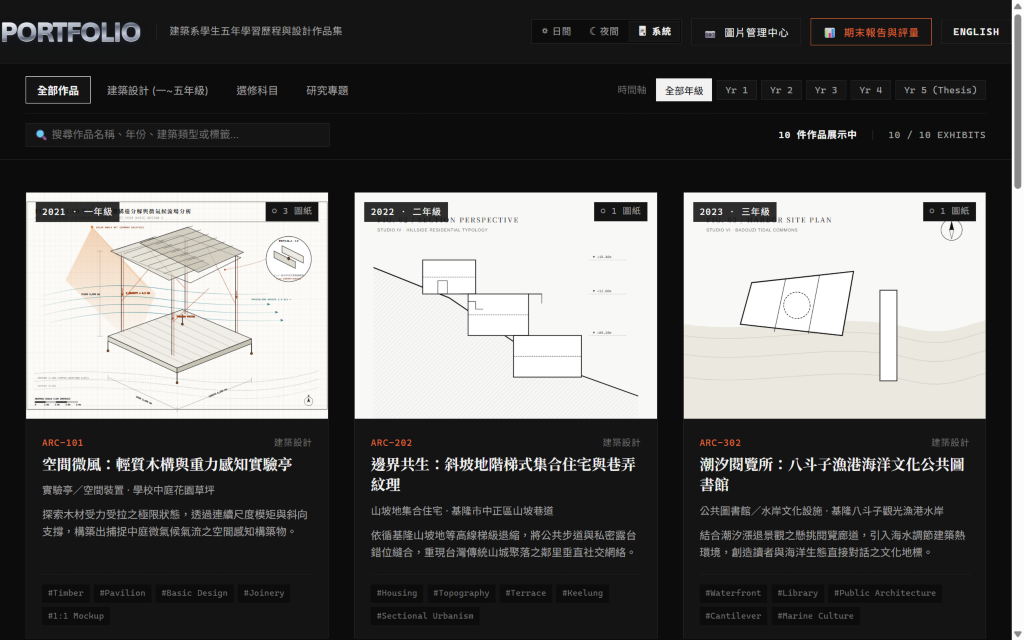 PORTFOLIO
建築系學生五年學習歷程與設計作品集
日間
夜間
系統
圖片管理中心
期末報告與評量
ENGLISH
全部作品
建築設計 (一~五年級)
選修科目
研究專題
時間軸
全部年級
Yr 1
Yr 2
Yr 3
Yr 4
Yr 5 (Thesis)
搜尋作品名稱、年份、建築類型或標籤...
10 件作品展示中
10 / 10 EXHIBITS
2021 · 一年級
3 圖紙
2022 · 二年級
PERSPECTIVE
STUDIO IV · HILLSIDE RESIDENTIAL TYPOLOGY
1 圖紙
2023 · 三年級
SITE PLAN
STUDIO VI · BADOUZI TIDAL COMMONS
1 圖紙
ARC-101
建築設計
空間微風：輕質木構與重力感知實驗亭
實驗亭／空間裝置 · 學校中庭花園草坪
探索木材受力受拉之極限狀態，透過連續尺度模矩與斜向
支撐，構築出捕捉中庭微氣候氣流之空間感知構築物。
#Timber
#Pavilion
#Basic Design
#Joinery
#1:1 Mockup
ARC-202
建築設計
邊界共生：斜坡地階梯式集合住宅與巷弄
紋理
山坡地集合住宅 · 基隆市中正區山坡巷道
依循基隆山坡地等高線梯級退縮，將公共步道與私密露台
錯位縫合，重現台灣傳統山城聚落之鄰里垂直社交網絡。
#Housing
#Topography
#Terrace
#Keelung
#Sectional Urbanism
ARC-302
建築設計
潮汐閱覽所：八斗子漁港海洋文化公共圖
書館
公共圖書館／水岸文化設施 · 基隆八斗子觀光漁港水岸
結合潮汐漲退景觀之懸挑閱覽廊道，引入海水調節建築熱
環境，創造讀者與海洋生態直接對話之文化地標。
#Waterfront
#Library
#Public Architecture
#Cantilever
#Marine Culture